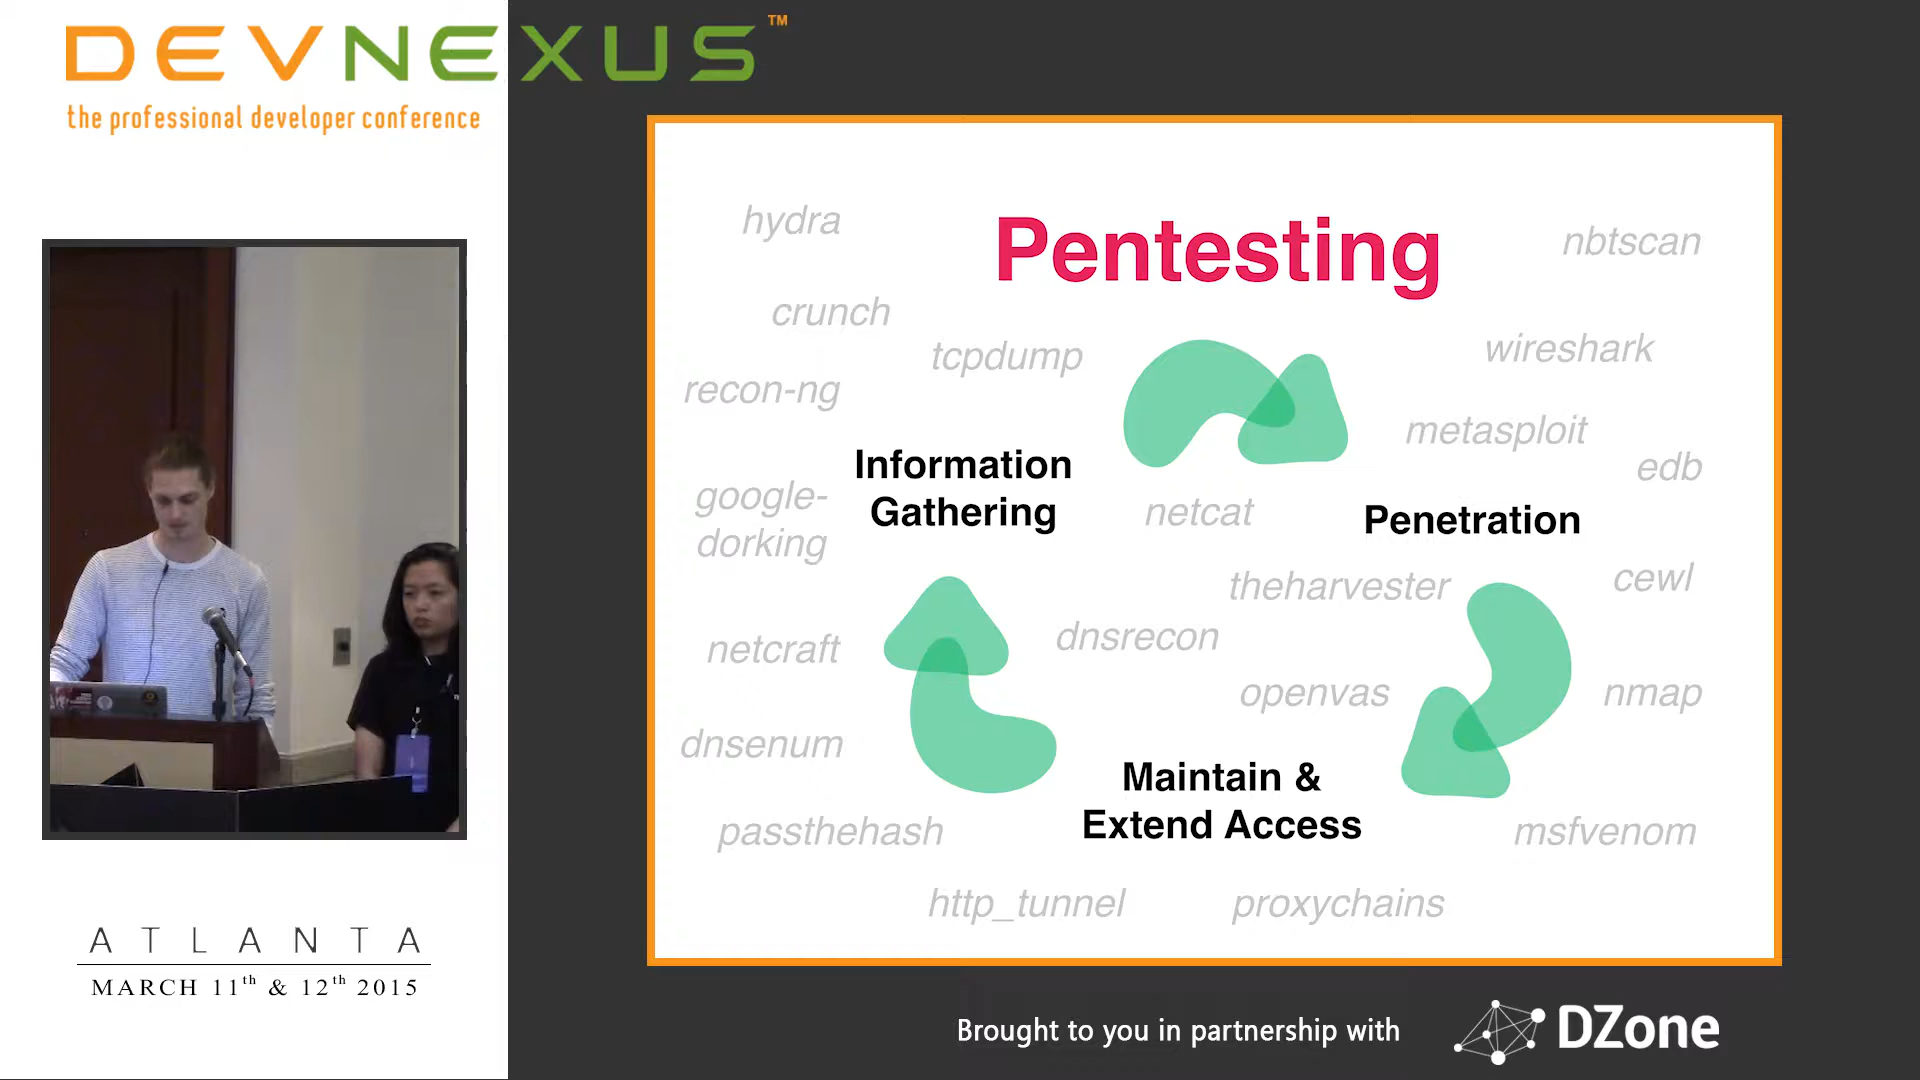 DEVNEXUS™
the professional developer conference
hydra
Pentesting
nbtscan
crunch
tcpdump
wireshark
recon-ng
metasploit
Information
Gathering
edb
google-
dorking
netcat
Penetration
theharvester
cewl
netcraft
dnsrecon
openvas
nmap
dnsenum
Maintain &
Extend Access
passthehash
msfvenom
http_tunnel
proxychains
ATLANTA
MARCH 11th & 12th 2015
Brought to you in partnership with
DZone